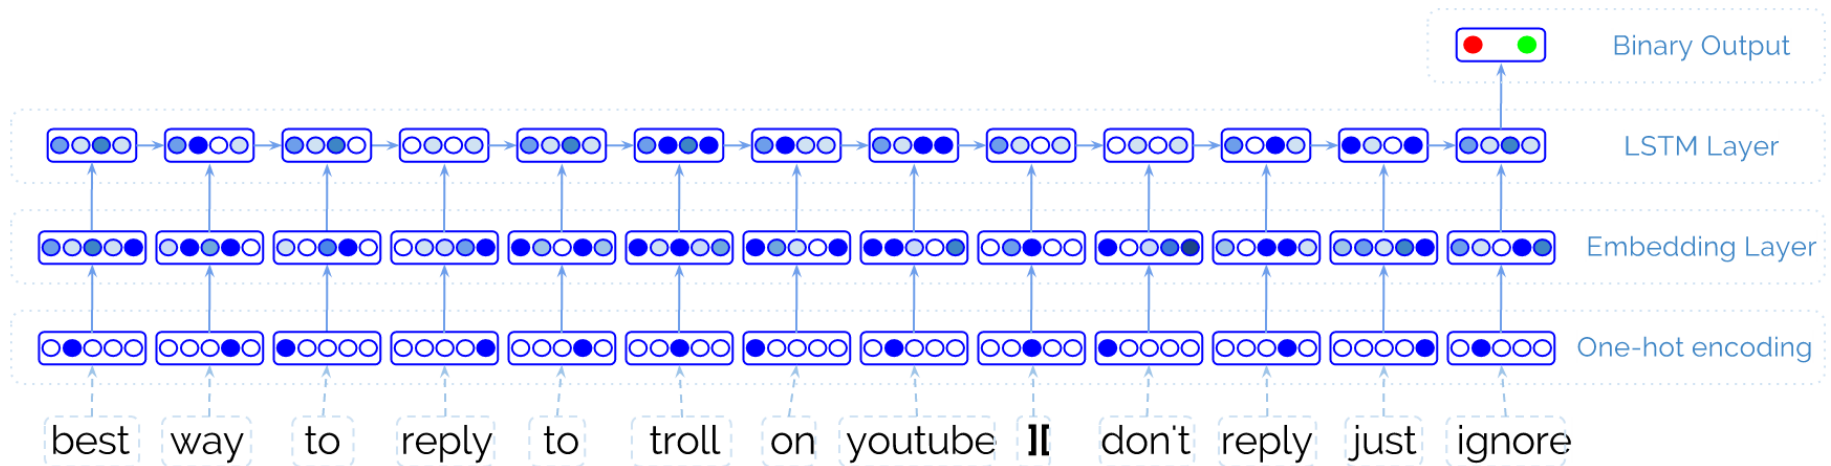 Binary Output
LSTM Layer
Embedding Layer
One-hot encoding
best way to reply to troll on youtube ][ don't reply just ignore